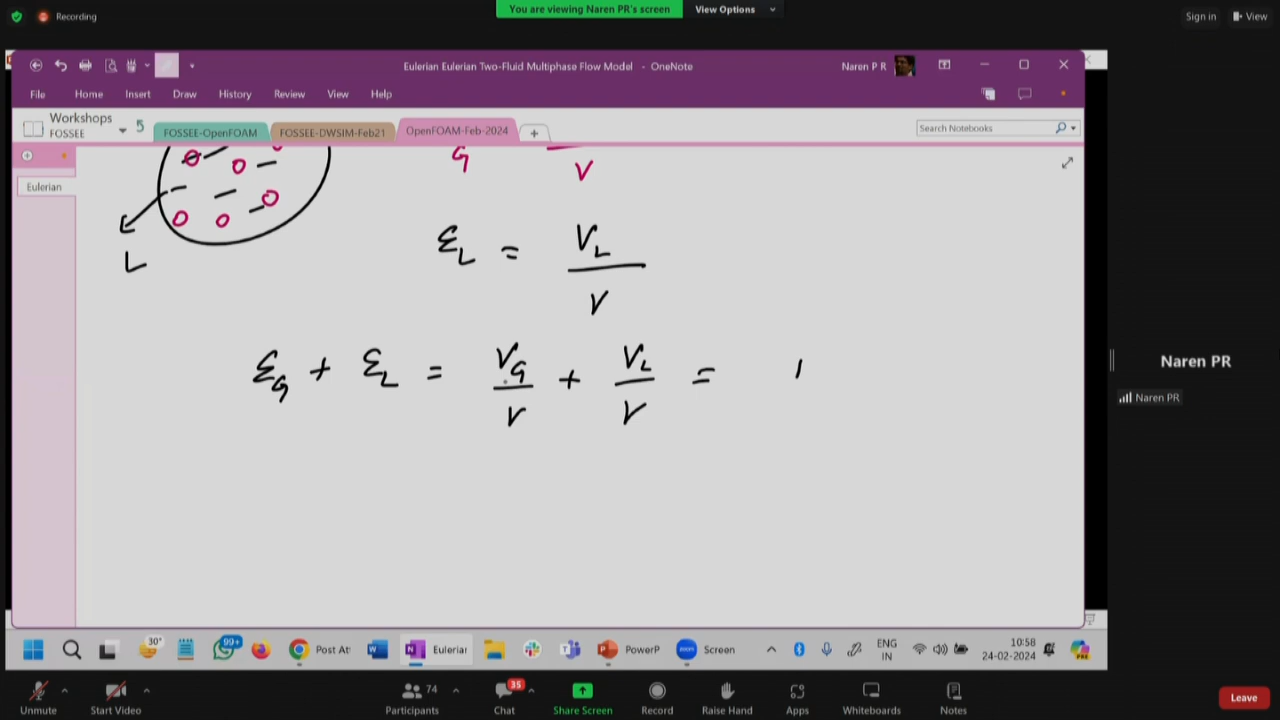 Recording
You are viewing Naren PR's screen View Options
Sign in View
Eulerian Eulerian Two-Fluid Multiphase Flow Model - OneNote
Naren P R
File Home Insert Draw History Review View Help
Workshops
FOSSEE
FOSSEE-OpenFOAM FOSSEE-DWSIM-Feb21 OpenFOAM-Feb-2024 +
Search Notebooks
Eulerian
G V
L
ε_L = V_L / V
ε_G + ε_L = V_G / V + V_L / V = 1
Naren PR
Naren PR
30° 99+ Post At Eulerian PowerP Screen
ENG
IN
10:58
24-02-2024
Unmute Start Video 74 Participants 35 Chat Share Screen Record Raise Hand Apps Whiteboards Notes Leave